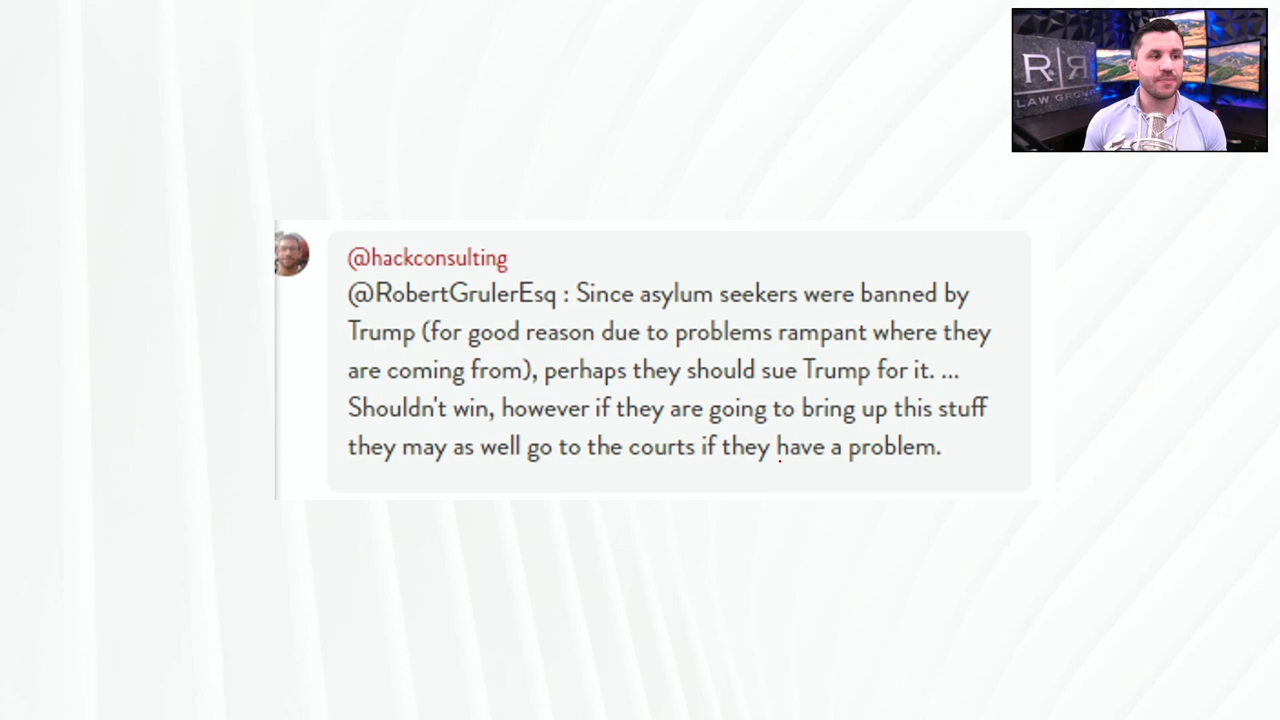 R|R
LAW GROUP
@hackconsulting
@RobertGrulerEsq : Since asylum seekers were banned by
Trump (for good reason due to problems rampant where they
are coming from), perhaps they should sue Trump for it. ...
Shouldn't win, however if they are going to bring up this stuff
they may as well go to the courts if they have a problem.